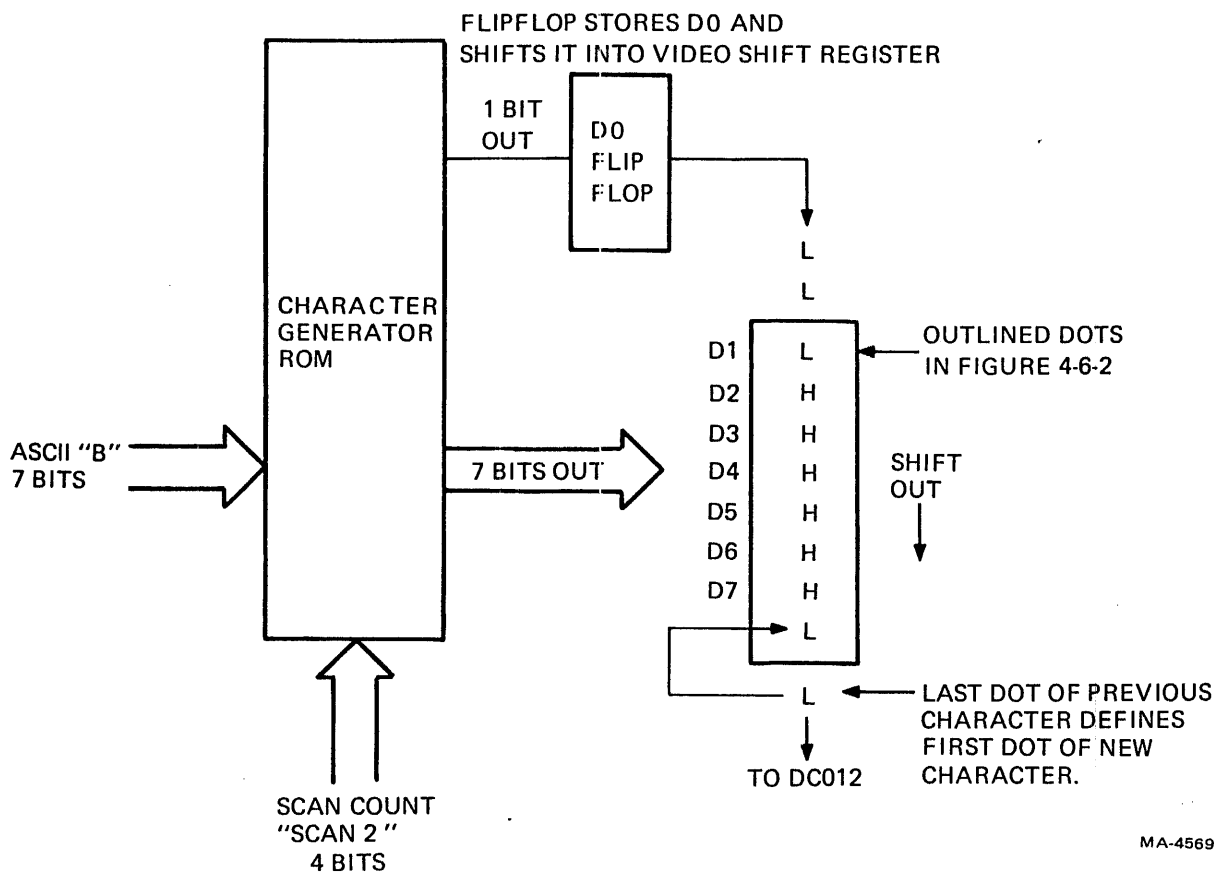 FLIPFLOP STORES D0 AND
SHIFTS IT INTO VIDEO SHIFT REGISTER
1 BIT
OUT
D0
FLIP
FLOP
L
L
CHARACTER
GENERATOR
ROM
D1 L
OUTLINED DOTS
IN FIGURE 4-6-2
D2 H
D3 H
D4 H
D5 H
D6 H
D7 H
L
ASCII "B"
7 BITS
7 BITS OUT
SHIFT
OUT
L
LAST DOT OF PREVIOUS
CHARACTER DEFINES
FIRST DOT OF NEW
CHARACTER.
TO DC012
SCAN COUNT
"SCAN 2"
4 BITS
MA-4569